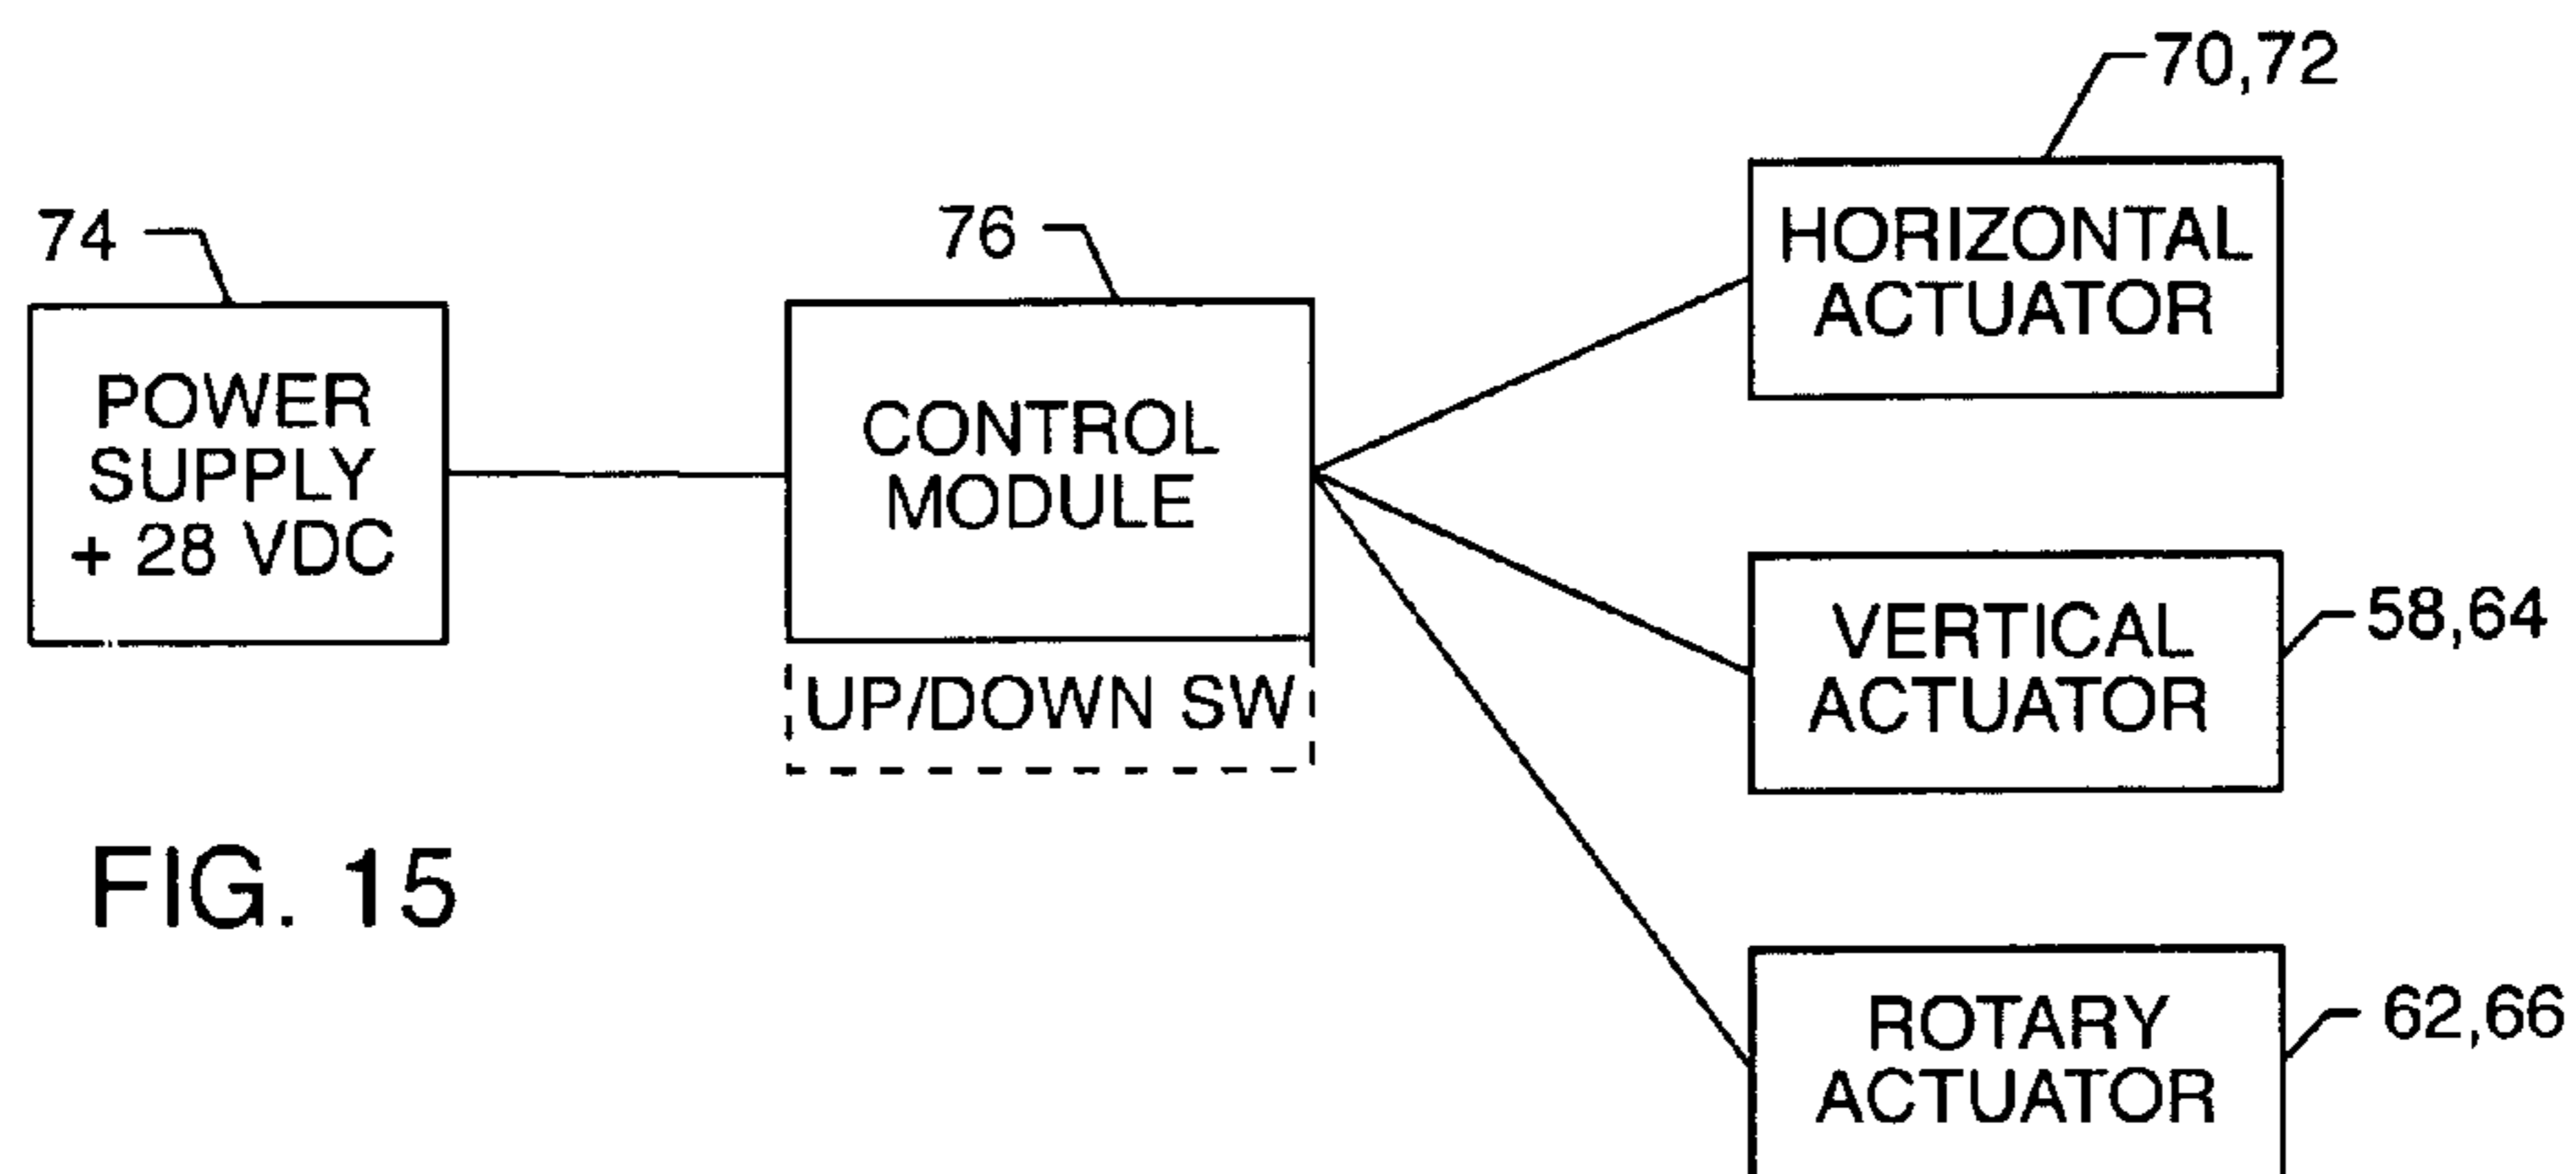 70,72
74
76
HORIZONTAL
ACTUATOR
POWER
SUPPLY
+ 28 VDC
CONTROL
MODULE
UP/DOWN SW
VERTICAL
ACTUATOR
58,64
ROTARY
ACTUATOR
62,66
FIG. 15